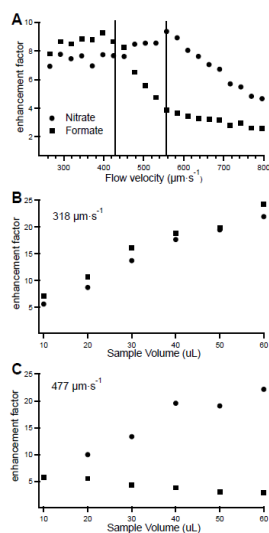 A
enhancement factor
10
8
6
4
2
Nitrate
Formate
300 400 500 600 700 800
Flow velocity (µm·s⁻¹)
B
enhancement factor
25
20
15
10
5
318 µm·s⁻¹
10 20 30 40 50 60
Sample Volume (uL)
C
enhancement factor
25
20
15
10
5
477 µm·s⁻¹
10 20 30 40 50 60
Sample Volume (uL)